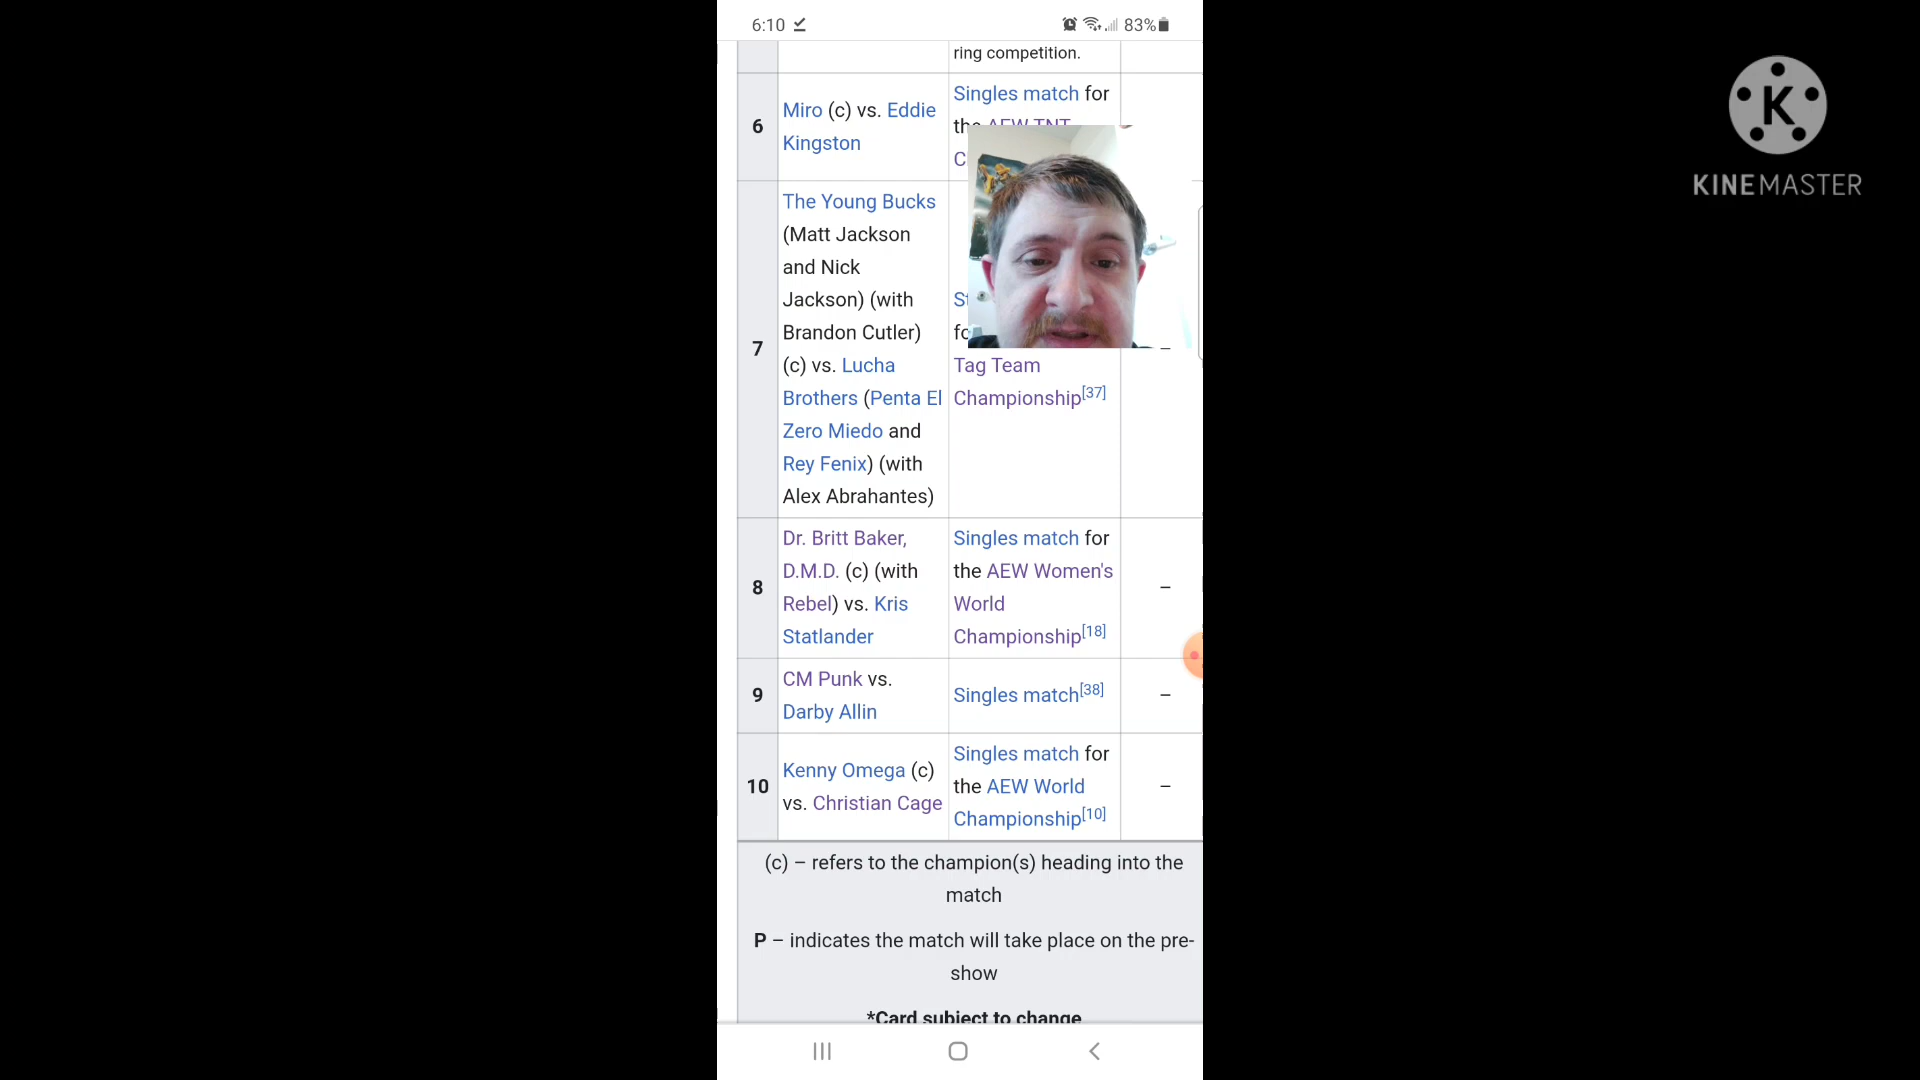 6:10
83%
ring competition.
6
Miro (c) vs. Eddie
Kingston
Singles match for
the AEW TNT
C
7
The Young Bucks
(Matt Jackson
and Nick
Jackson) (with
Brandon Cutler)
(c) vs. Lucha
Brothers (Penta El
Zero Miedo and
Rey Fenix) (with
Alex Abrahantes)
Tag Team
Championship[37]
–
8
Dr. Britt Baker,
D.M.D. (c) (with
Rebel) vs. Kris
Statlander
Singles match for
the AEW Women's
World
Championship[18]
–
9
CM Punk vs.
Darby Allin
Singles match[38]
–
10
Kenny Omega (c)
vs. Christian Cage
Singles match for
the AEW World
Championship[10]
–
(c) – refers to the champion(s) heading into the
match
P – indicates the match will take place on the pre-
show
*Card subject to change
K
KINEMASTER